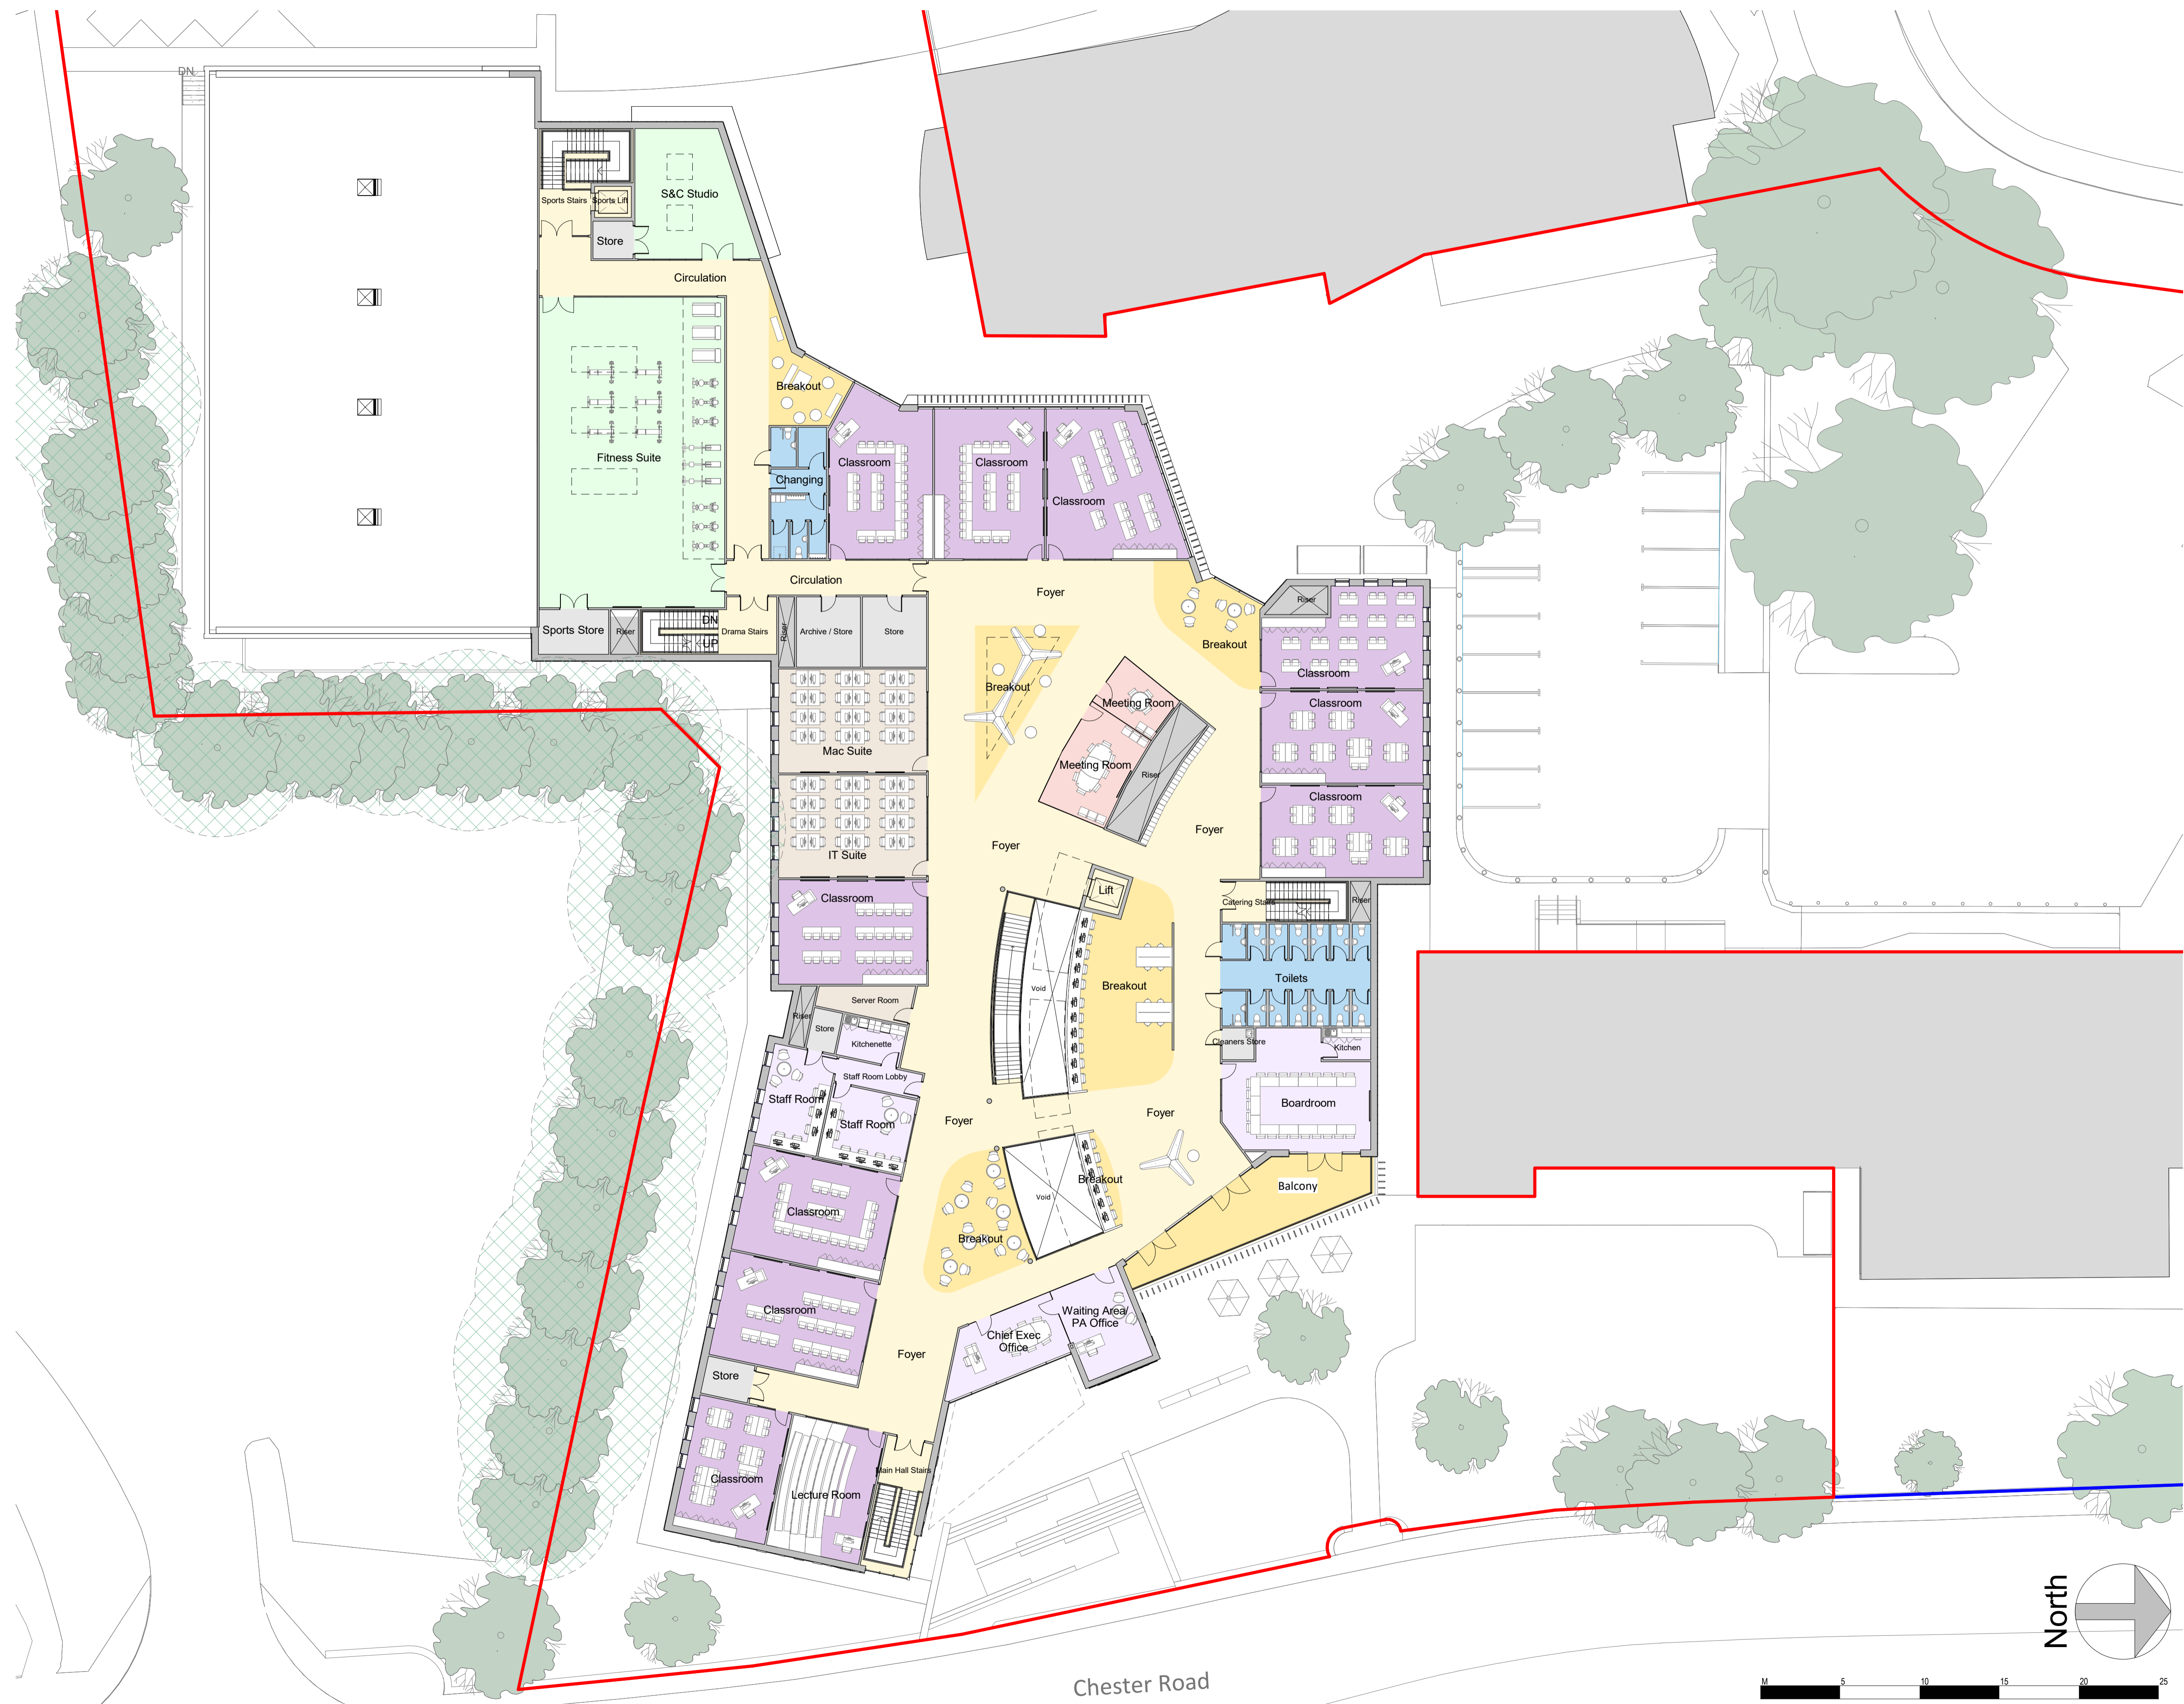 DN
S&C Studio
Sports Stairs
Sports Lift
Store
Circulation
Breakout
Fitness Suite
Classroom
Classroom
Changing
Classroom
Circulation
Foyer
Riser
DN
UP
Sports Store
Riser
Drama Stairs
Riser
Archive / Store
Store
Breakout
Classroom
Breakout
Meeting Room
Classroom
Mac Suite
Meeting Room
Riser
Classroom
Foyer
Foyer
IT Suite
Lift
Classroom
Catering Stairs
Riser
Toilets
Void
Breakout
Server Room
Riser
Store
Kitchenette
Cleaners Store
Kitchen
Staff Room Lobby
Staff Room
Boardroom
Foyer
Foyer
Staff Room
Breakout
Balcony
Void
Classroom
Breakout
Classroom
Waiting Area/
PA Office
Chief Exec
Office
Foyer
Store
Main Hall Stairs
Classroom
Lecture Room
North
Chester Road
M 5 10 15 20 25